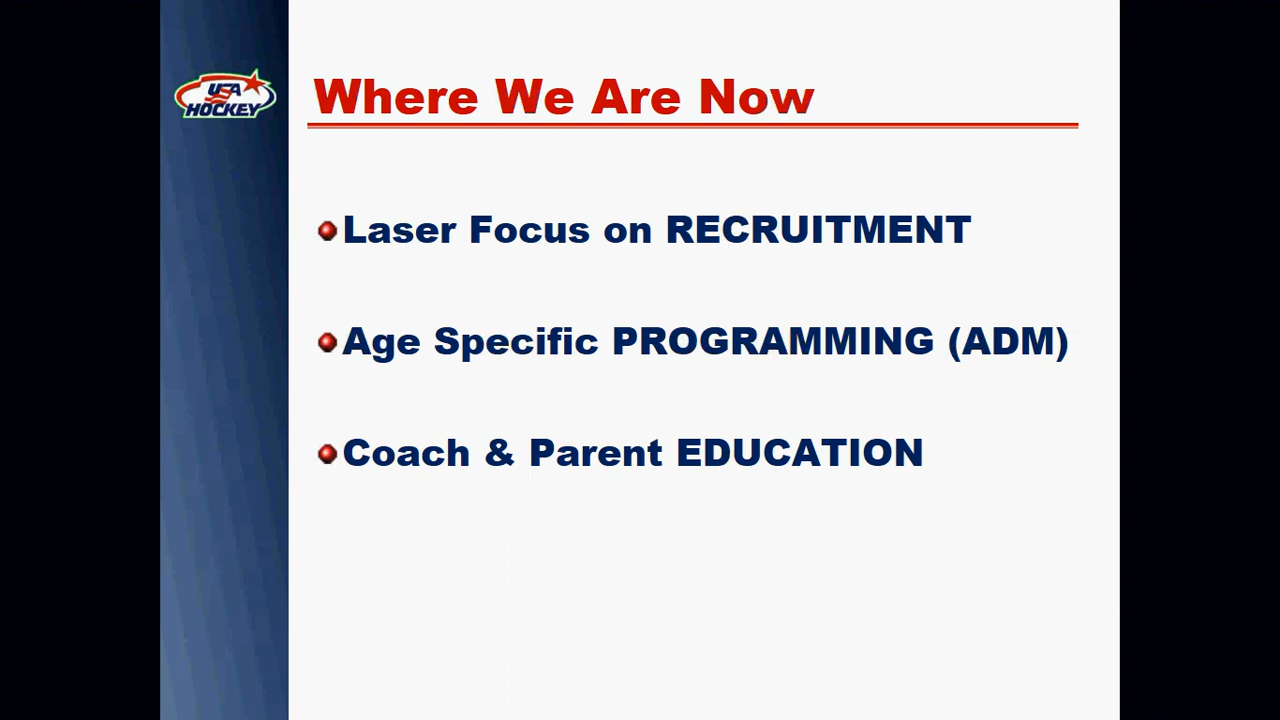 USA
HOCKEY
Where We Are Now
Laser Focus on RECRUITMENT
Age Specific PROGRAMMING (ADM)
Coach & Parent EDUCATION